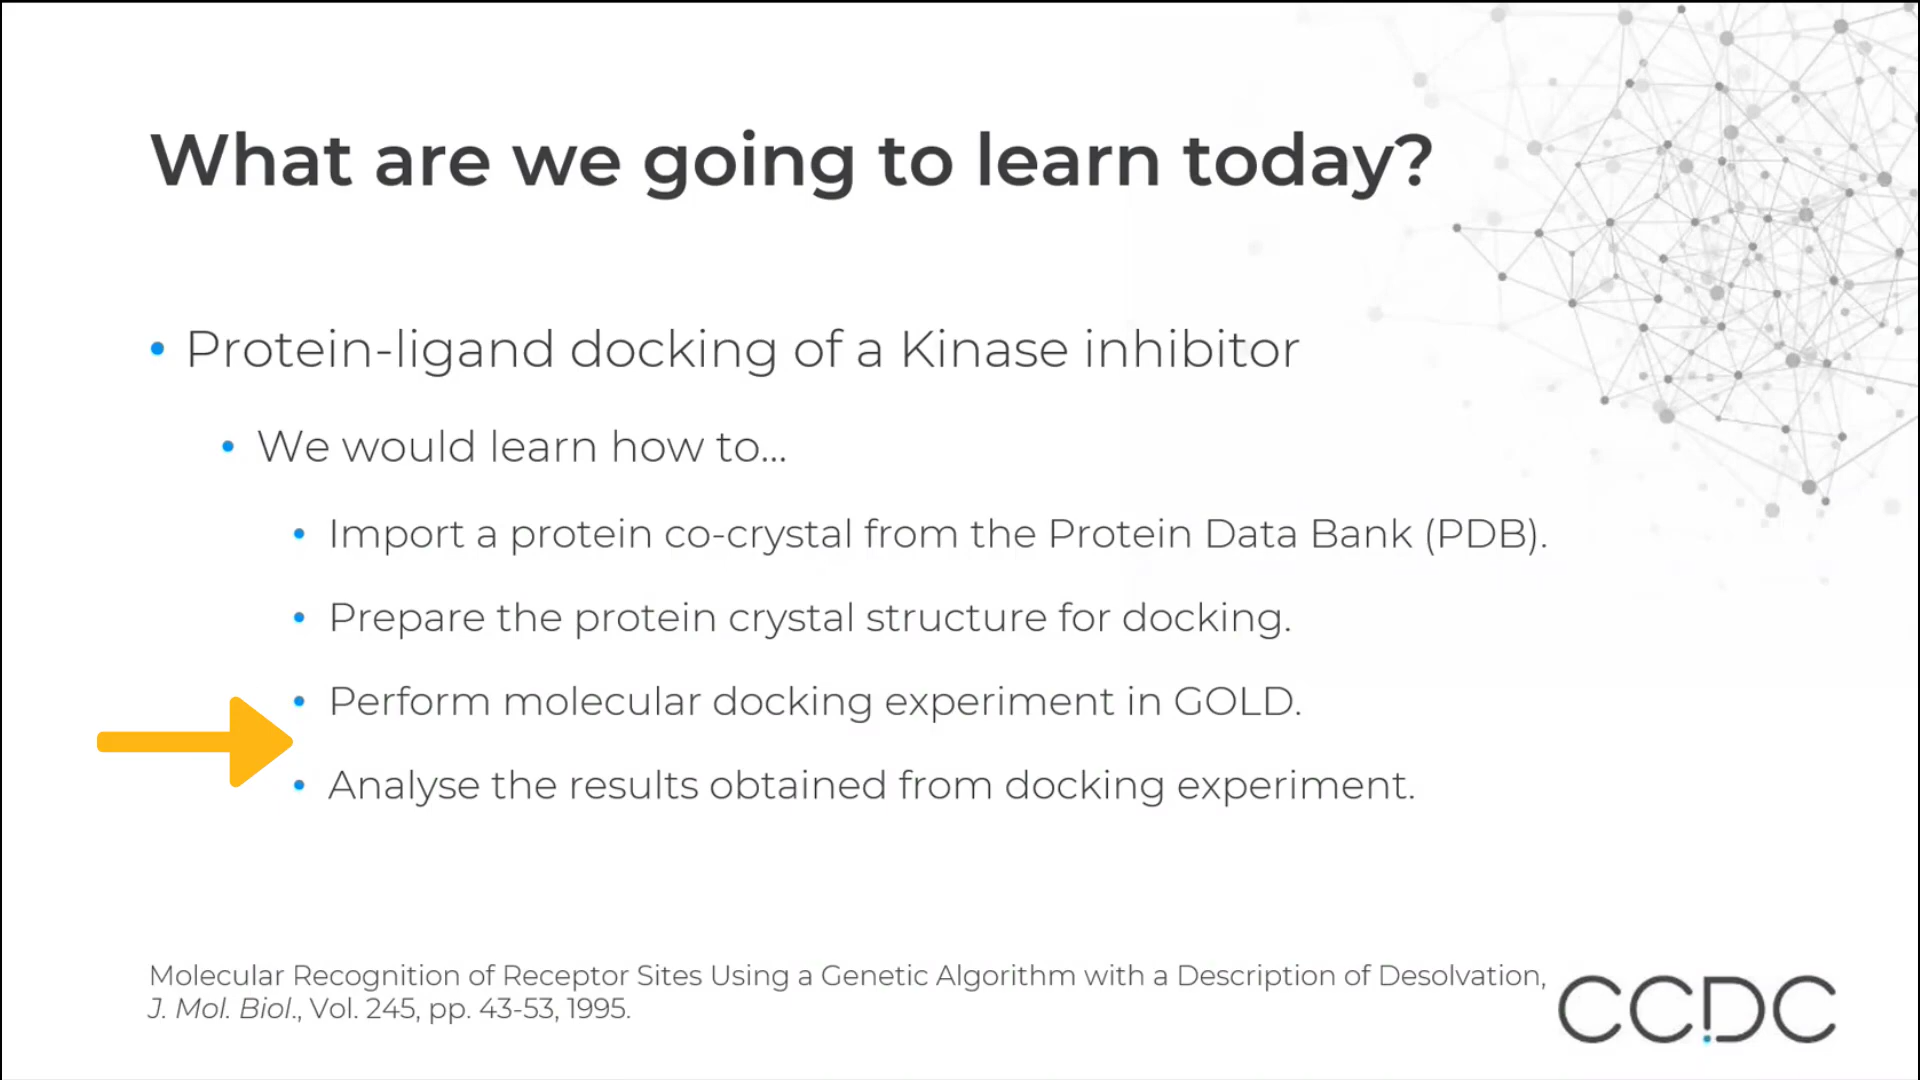 What are we going to learn today?
• Protein-ligand docking of a Kinase inhibitor
• We would learn how to...
• Import a protein co-crystal from the Protein Data Bank (PDB).
• Prepare the protein crystal structure for docking.
• Perform molecular docking experiment in GOLD.
• Analyse the results obtained from docking experiment.
Molecular Recognition of Receptor Sites Using a Genetic Algorithm with a Description of Desolvation,
J. Mol. Biol., Vol. 245, pp. 43-53, 1995.
CCDC